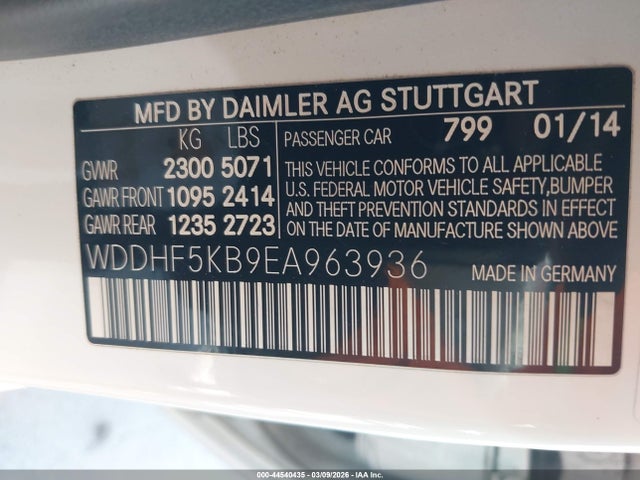 MFD BY DAIMLER AG STUTTGART
KG LBS
GVWR 2300 5071
GAWR FRONT 1095 2414
GAWR REAR 1235 2723
PASSENGER CAR 799 01/14
THIS VEHICLE CONFORMS TO ALL APPLICABLE
U.S. FEDERAL MOTOR VEHICLE SAFETY,BUMPER
AND THEFT PREVENTION STANDARDS IN EFFECT
ON THE DATE OF MANUFACTURE SHOWN ABOVE.
WDDHF5KB9EA963936
MADE IN GERMANY
000-44540435 - 03/09/2026 - IAA Inc.